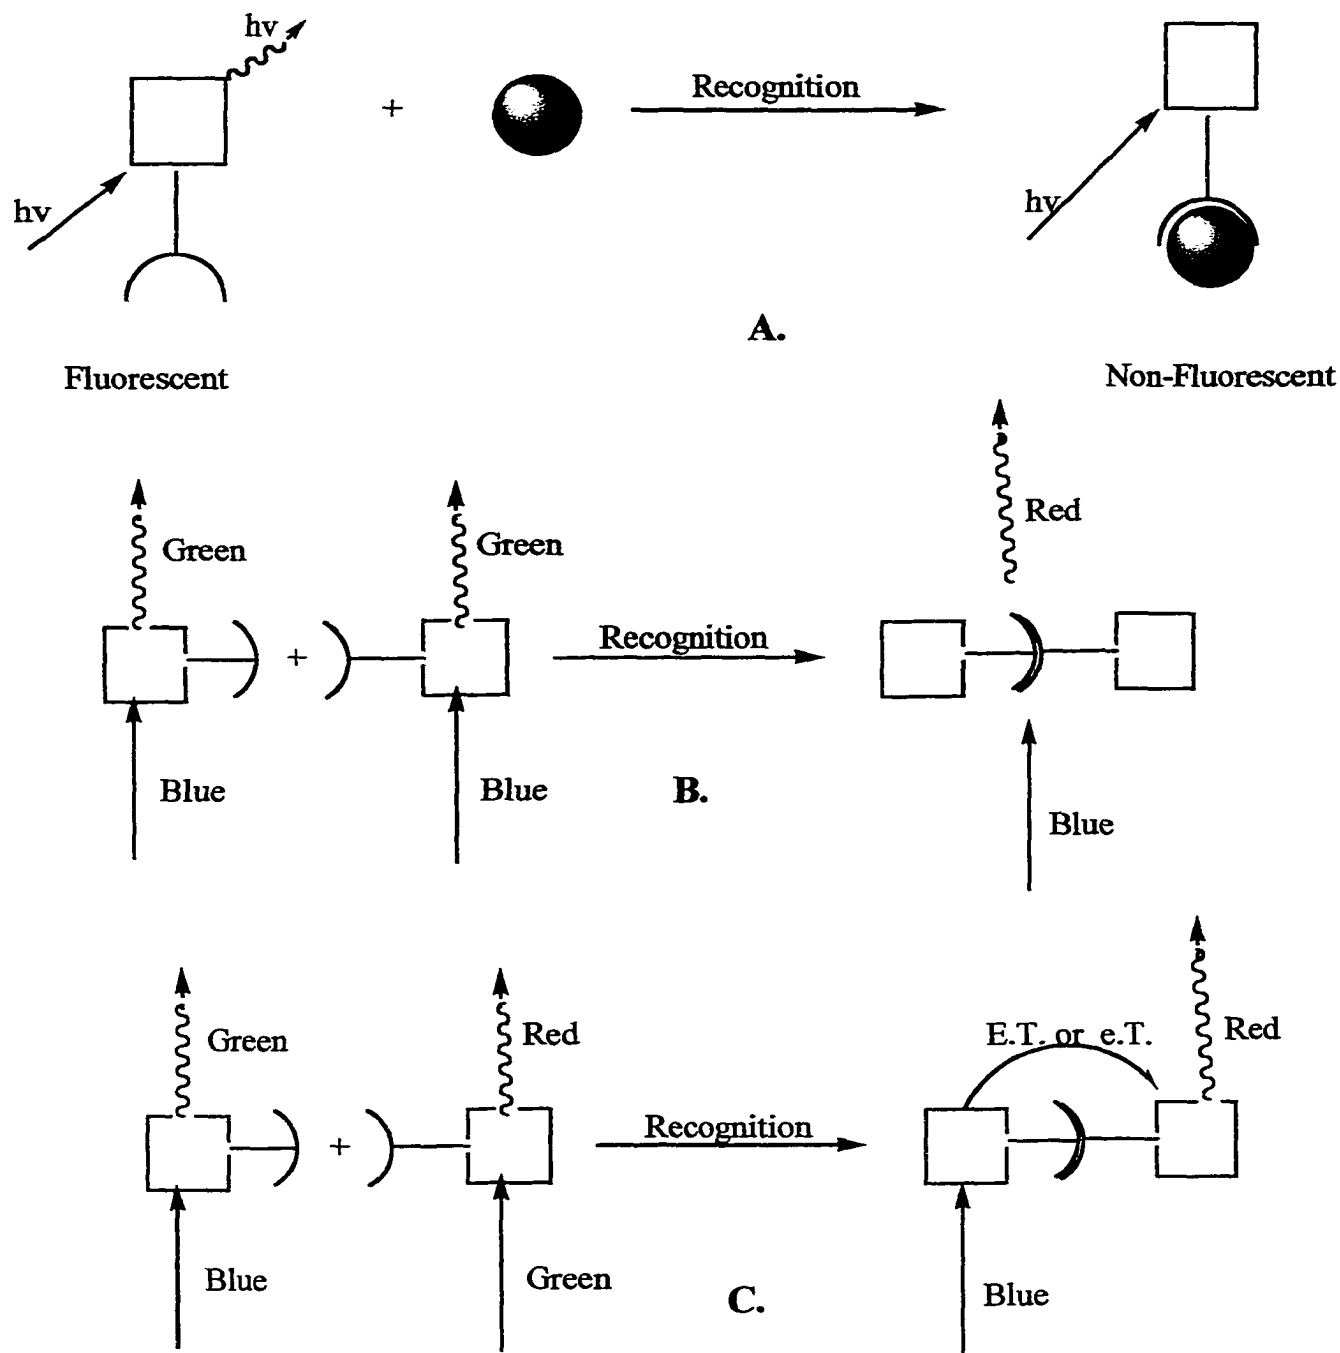 hv
+
Recognition
hv
hv
A.
Fluorescent
Non-Fluorescent
Green
Green
Red
+
Recognition
Blue
Blue
B.
Blue
Green
Red
E.T. or e.T.
Red
+
Recognition
Blue
Green
C.
Blue